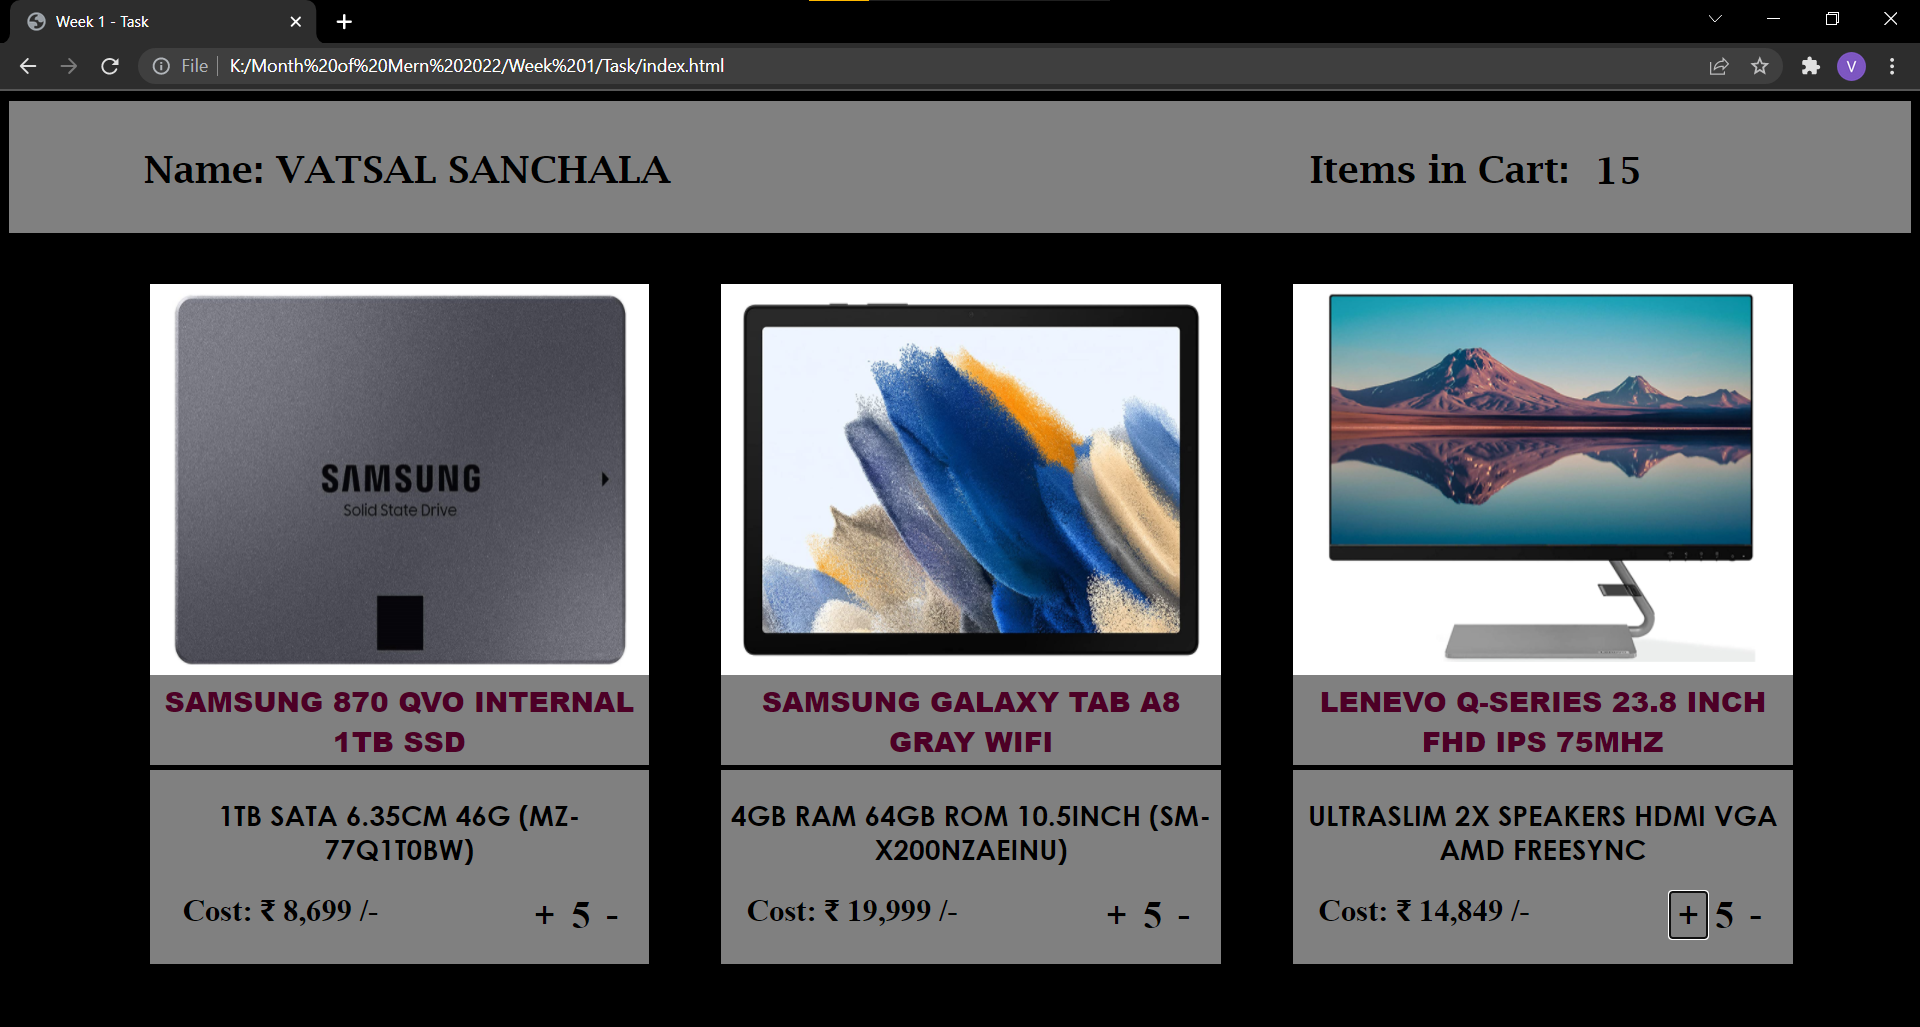 Week 1 - Task
File
K:/Month%20of%20Mern%202022/Week%201/Task/index.html
V
Name: VATSAL SANCHALA
Items in Cart: 15
SAMSUNG
Solid State Drive
SAMSUNG 870 QVO INTERNAL
1TB SSD
1TB SATA 6.35CM 46G (MZ-
77Q1T0BW)
Cost: ₹ 8,699 /-
+ 5 -
SAMSUNG GALAXY TAB A8
GRAY WIFI
4GB RAM 64GB ROM 10.5INCH (SM-
X200NZAEINU)
Cost: ₹ 19,999 /-
+ 5 -
LENEVO Q-SERIES 23.8 INCH
FHD IPS 75MHZ
ULTRASLIM 2X SPEAKERS HDMI VGA
AMD FREESYNC
Cost: ₹ 14,849 /-
+ 5 -